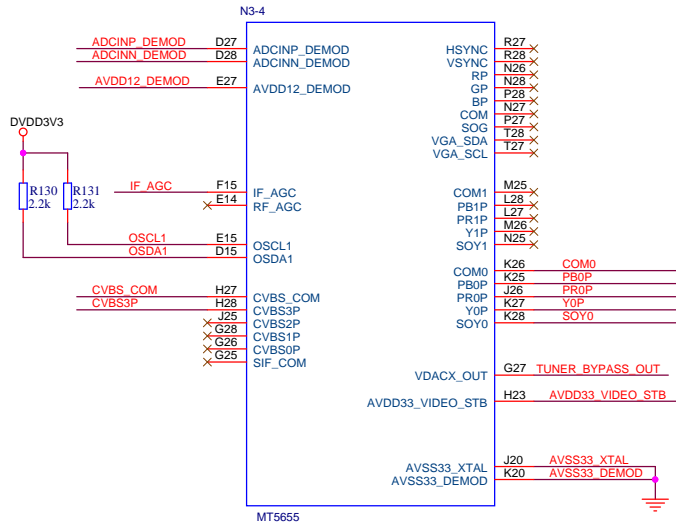 N3-4
ADCINP_DEMOD D27 ADCINP_DEMOD HSYNC R27
ADCINN_DEMOD D28 ADCINN_DEMOD VSYNC R28
RP N26
AVDD12_DEMOD E27 AVDD12_DEMOD GP N28
BP P28
COM N27
DVDD3V3 SOG P27
VGA_SDA T28
VGA_SCL T27
R130 R131 IF_AGC F15 IF_AGC COM1 M25
2.2k 2.2k E14 RF_AGC PB1P L28
PR1P L27
Y1P M26
OSCL1 E15 OSCL1 SOY1 N25
OSDA1 D15 OSDA1
COM0 K26 COM0
PB0P K25 PB0P
CVBS_COM H27 CVBS_COM PR0P J26 PR0P
CVBS3P H28 CVBS3P Y0P K27 Y0P
J25 CVBS2P SOY0 K28 SOY0
G28 CVBS1P
G26 CVBS0P
G25 SIF_COM
VDACX_OUT G27 TUNER_BYPASS_OUT
AVDD33_VIDEO_STB H23 AVDD33_VIDEO_STB
AVSS33_XTAL J20 AVSS33_XTAL
AVSS33_DEMOD K20 AVSS33_DEMOD
MT5655